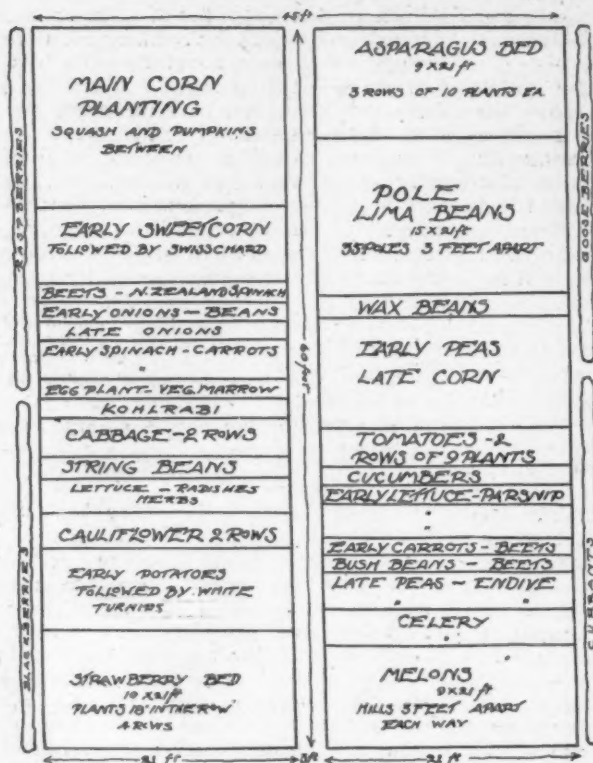 45 ft
RASPBERRIES
MAIN CORN
PLANTING
SQUASH AND PUMPKINS
BETWEEN
EARLY SWEETCORN
FOLLOWED BY SWISSCHARD
BEETS - N. ZEALAND SPINACH
EARLY ONIONS - BEANS
LATE ONIONS
EARLY SPINACH - CARROTS
"
EGG PLANT - VEG. MARROW
KOHLRABI
CABBAGE - 2 ROWS
STRING BEANS
LETTUCE - RADISHES
HERBS
CAULIFLOWER 2 ROWS
EARLY POTATOES
FOLLOWED BY WHITE
TURNIPS
STRAWBERRY BED
10 X 21 ft
PLANTS 18" IN THE ROW
4 ROWS
BLACKBERRIES
21 ft
3 ft
ASPARAGUS BED
9 X 21 ft
3 ROWS OF 10 PLANTS EA
POLE
LIMA BEANS
15 X 21 ft
35 POLES 3 FEET APART
WAX BEANS
EARLY PEAS
LATE CORN
TOMATOES - 2
ROWS OF 9 PLANTS
CUCUMBERS
EARLY LETTUCE - PARSNIP
"
"
EARLY CARROTS - BEETS
BUSH BEANS - BEETS
LATE PEAS - ENDIVE
" "
CELERY
"
MELONS "
9 X 21 ft
HILLS 3 FEET APART
EACH WAY
21 ft
GOOSE BERRIES
CURRANTS